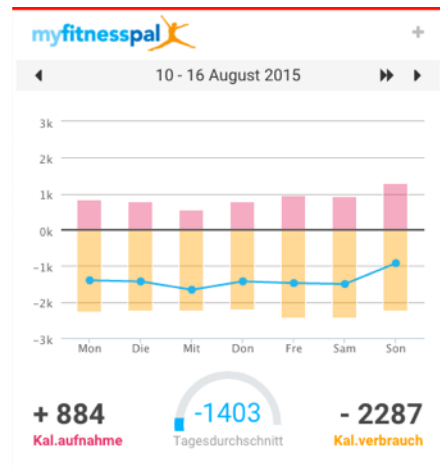 myfitnesspal
+
10 - 16 August 2015
3k
2k
1k
0k
-1k
-2k
-3k
Mon Die Mit Don Fre Sam Son
+ 884 -1403 - 2287
Kal.aufnahme Tagesdurchschnitt Kal.verbrauch